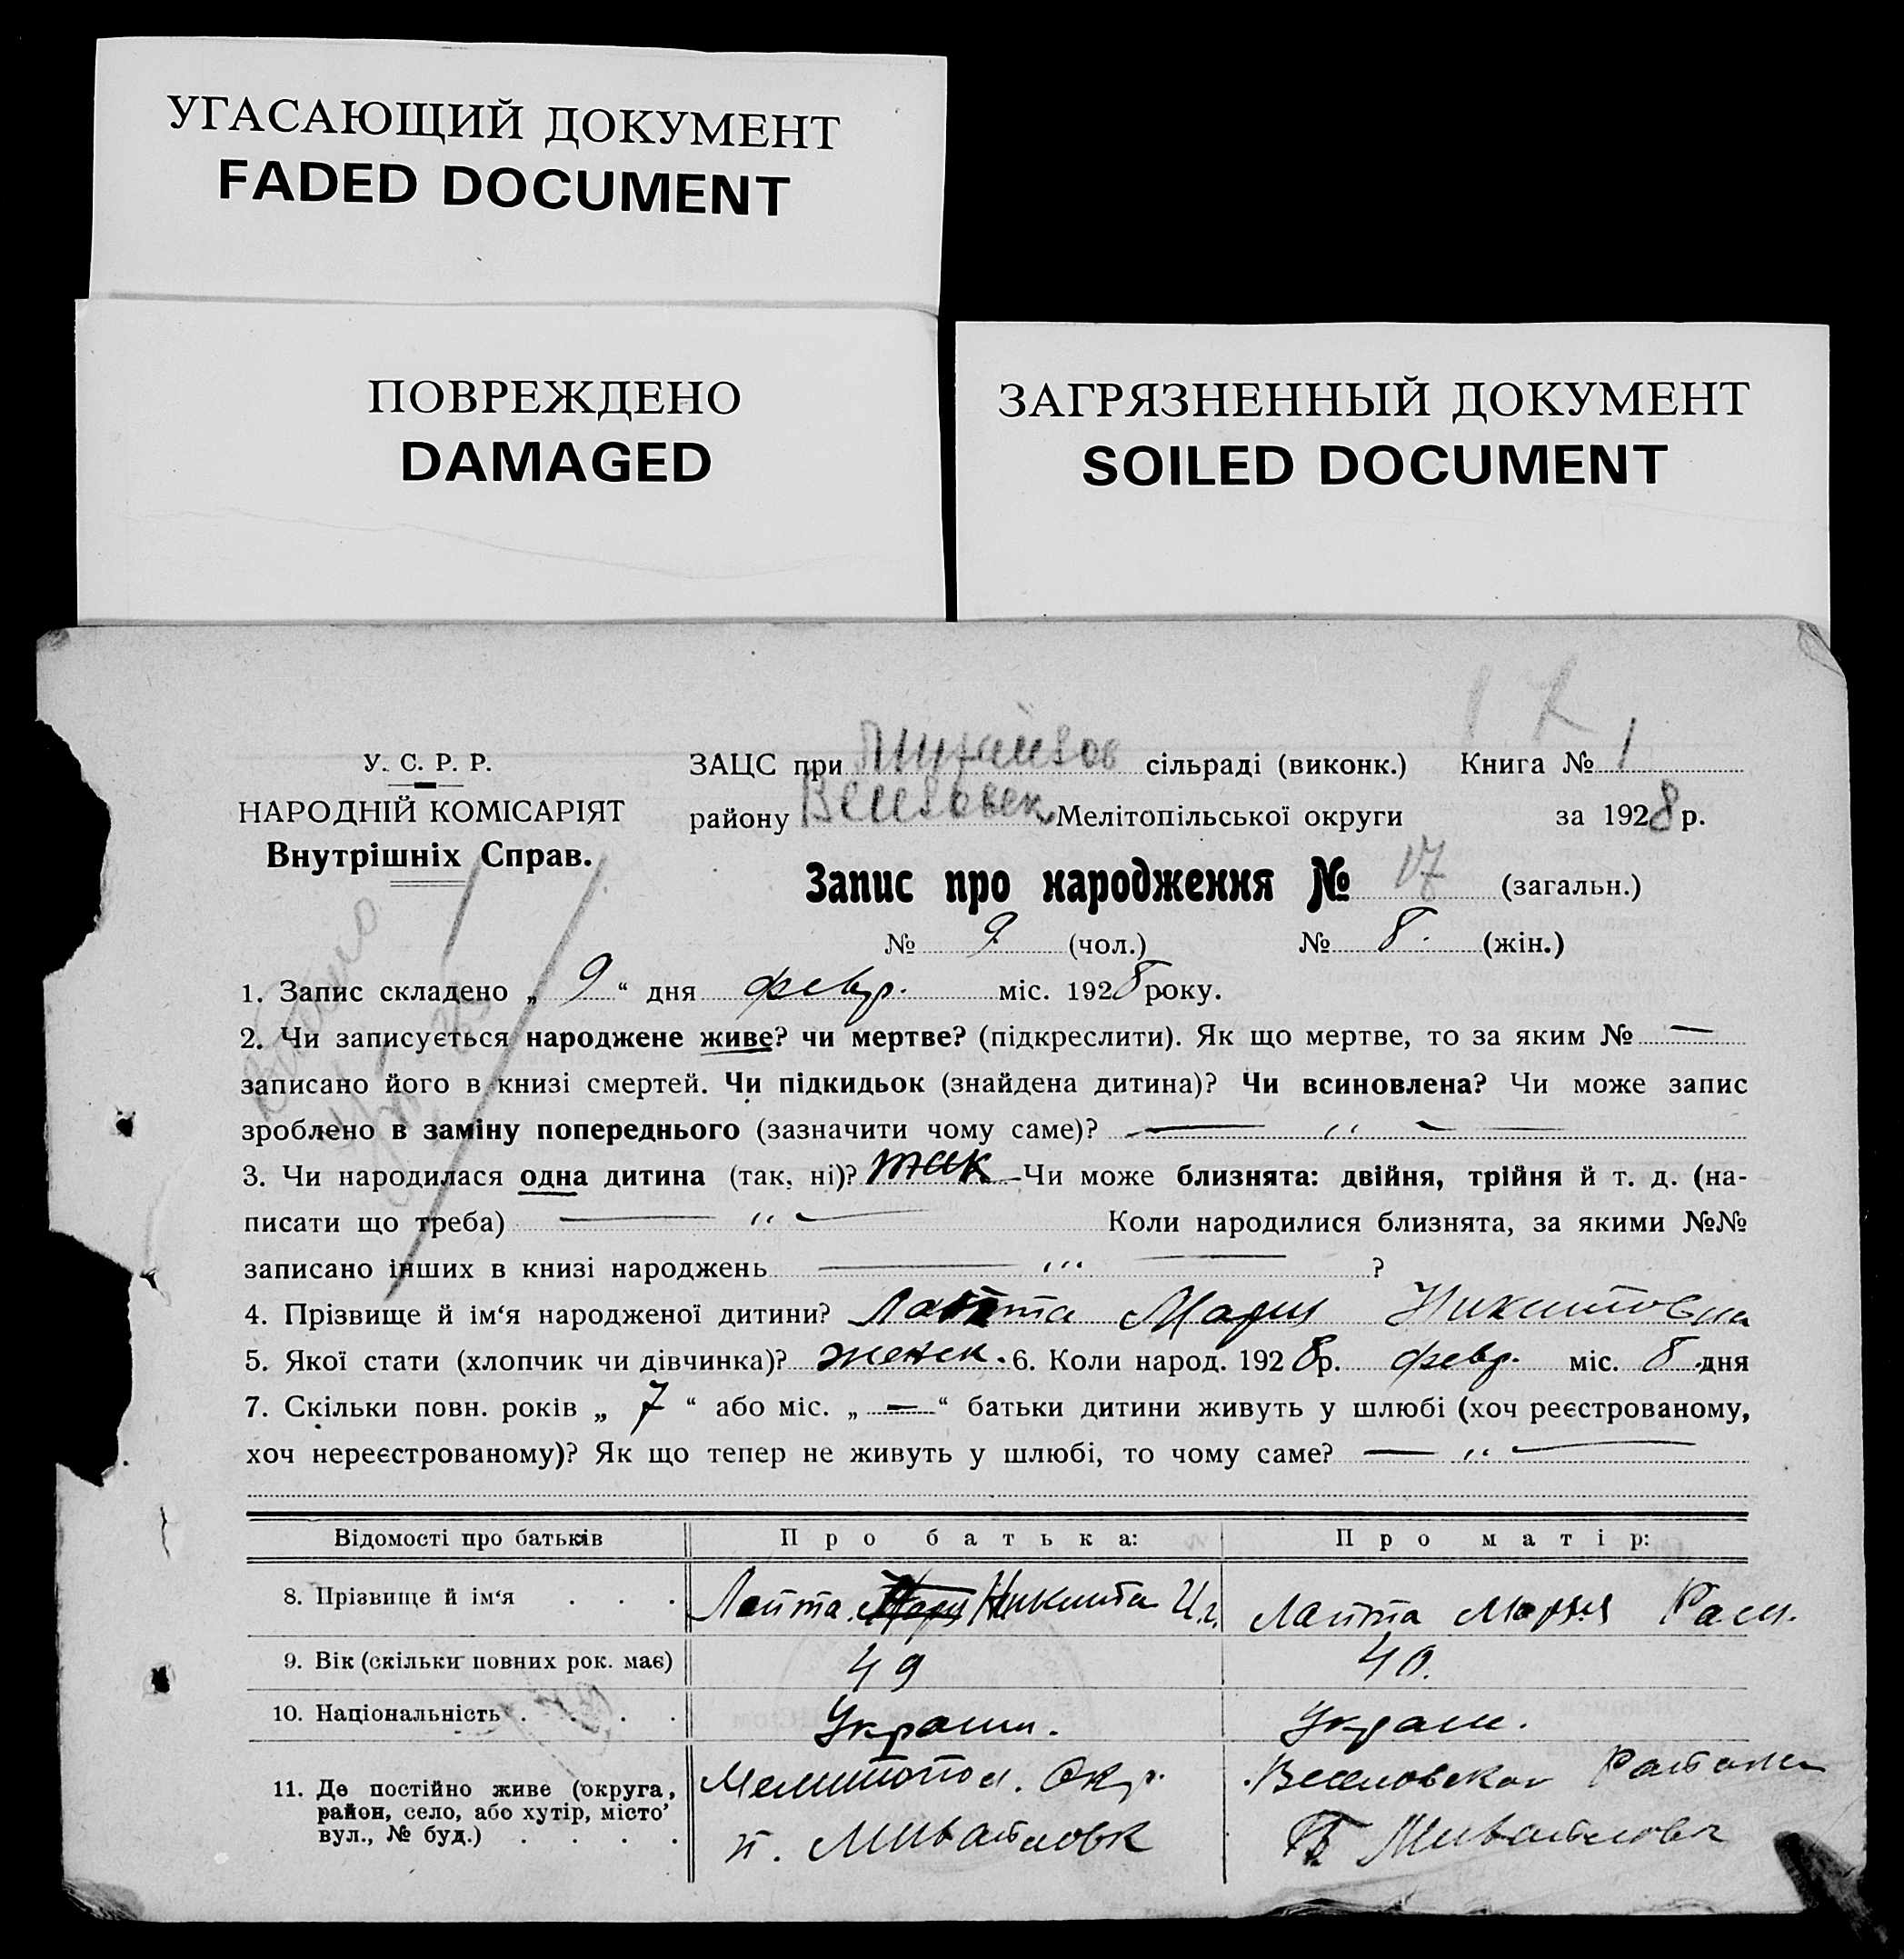 УГАСАЮЩИЙ ДОКУМЕНТ
FADED DOCUMENT
ПОВРЕЖДЕНО
DAMAGED
ЗАГРЯЗНЕННЫЙ ДОКУМЕНТ
SOILED DOCUMENT
У. С. Р. Р.
НАРОДНІЙ КОМІСАРІЯТ
Внутрішніх Справ.
ЗАЦС при сільраді (виконк.) Книга № 1
району Мелітопільської округи за 1928 р.
Запис про народження № 17 (загальн.)
№ 9 (чол.) № 8. (жін.)
1. Запис складено „ 9 “ дня февр. міс. 1928 року.
2. Чи записується народжене живе? чи мертве? (підкреслити). Як що мертве, то за яким № —
записано його в книзі смертей. Чи підкидьок (знайдена дитина)? Чи всиновлена? Чи може запис
зроблено в заміну попереднього (зазначити чому саме)? — „ —
3. Чи народилася одна дитина (так, ні)? так Чи може близнята: двійня, трійня й т. д. (на-
писати що треба) — „ — Коли народилися близнята, за якими №№
записано інших в книзі народжень — „ — ?
4. Прізвище й ім‘я народженої дитини? Лапта Мария Никитовна
5. Якої стати (хлопчик чи дівчинка)? женск. 6. Коли народ. 1928 р. февр. міс. 8 дня
7. Скільки повн. років „ 7 “ або міс. „ — “ батьки дитини живуть у шлюбі (хоч реєстрованому,
хоч нереєстрованому)? Як що тепер не живуть у шлюбі, то чому саме? — „ —
Відомості про батьків Про батька: Про матір:
8. Прізвище й ім‘я . . . Лапта Никита Лапта Мария
9. Вік (скільки повних рок. має) 49 40.
10. Національність . . . . Украин. Украин.
11. Де постійно живе (округа, Мелитопол. Окр. Веселовскаг Района
район, село, або хутір, місто’
вул., № буд.) . . . . п.